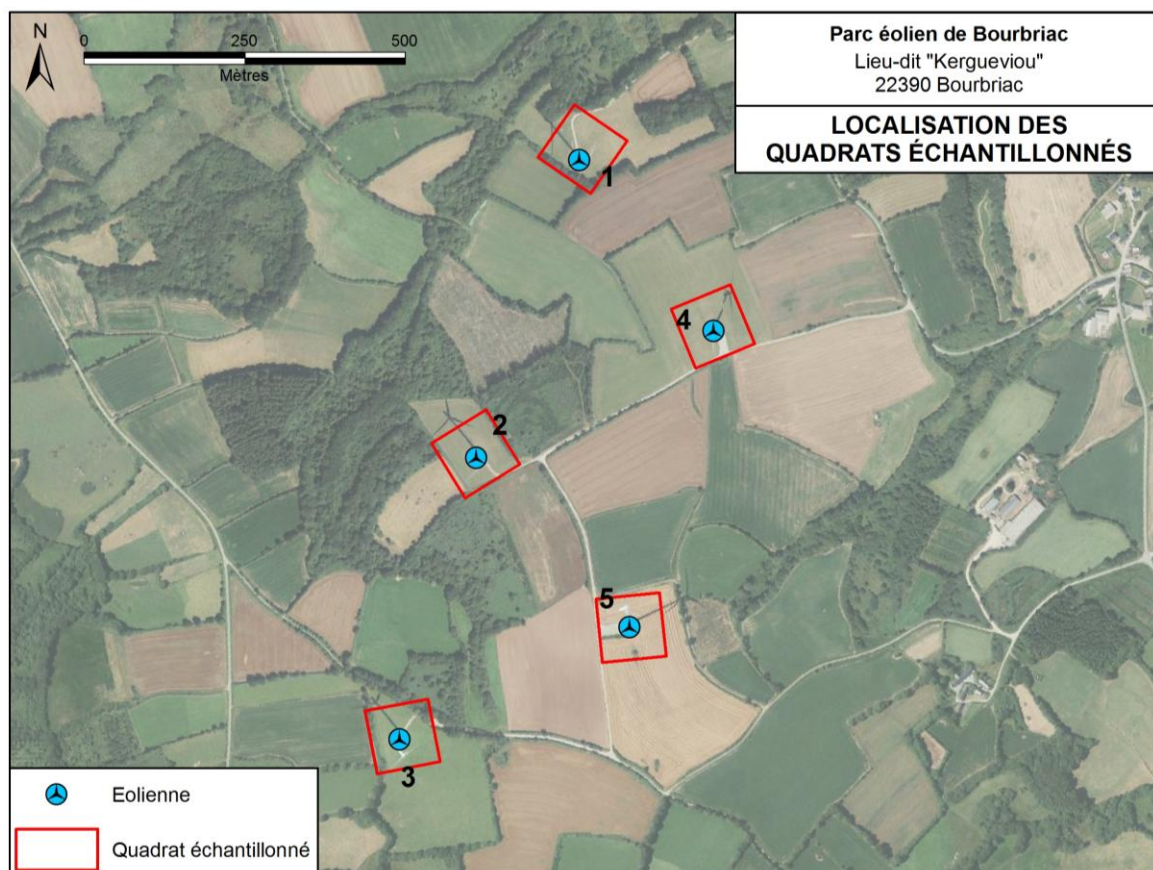 N
0 250 500
Mètres
Parc éolien de Bourbriac
Lieu-dit "Kergueviou"
22390 Bourbriac
LOCALISATION DES
QUADRATS ÉCHANTILLONNÉS
1
4
2
5
3
Eolienne
Quadrat échantillonné